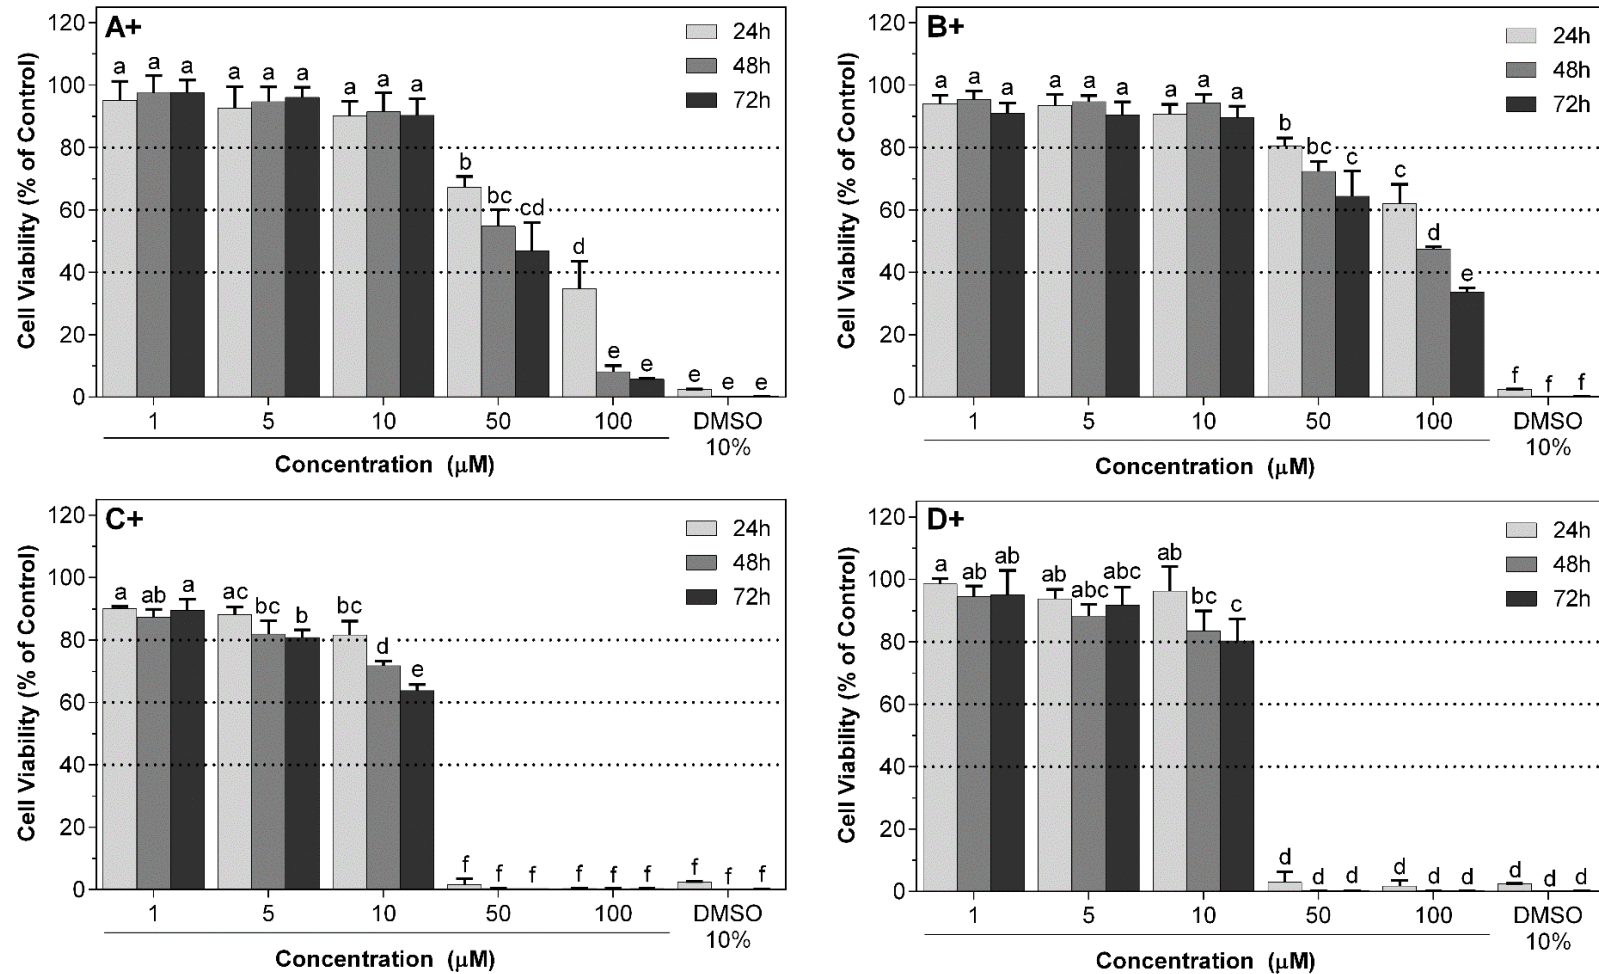 A+
24h
48h
72h
Cell Viability (% of Control)
120
100
80
60
40
20
0
a a a a a a a a a b bc cd d e e e e e
1 5 10 50 100 DMSO
10%
Concentration (μM)
B+
24h
48h
72h
Cell Viability (% of Control)
120
100
80
60
40
20
0
a a a a a a a a a b bc c c d e f f f
1 5 10 50 100 DMSO
10%
Concentration (μM)
C+
24h
48h
72h
Cell Viability (% of Control)
120
100
80
60
40
20
0
a ab a ac bc b bc d e f f f f f f f f f
1 5 10 50 100 DMSO
10%
Concentration (μM)
D+
24h
48h
72h
Cell Viability (% of Control)
120
100
80
60
40
20
0
a ab ab ab abc abc ab bc c d d d d d d d d d
1 5 10 50 100 DMSO
10%
Concentration (μM)